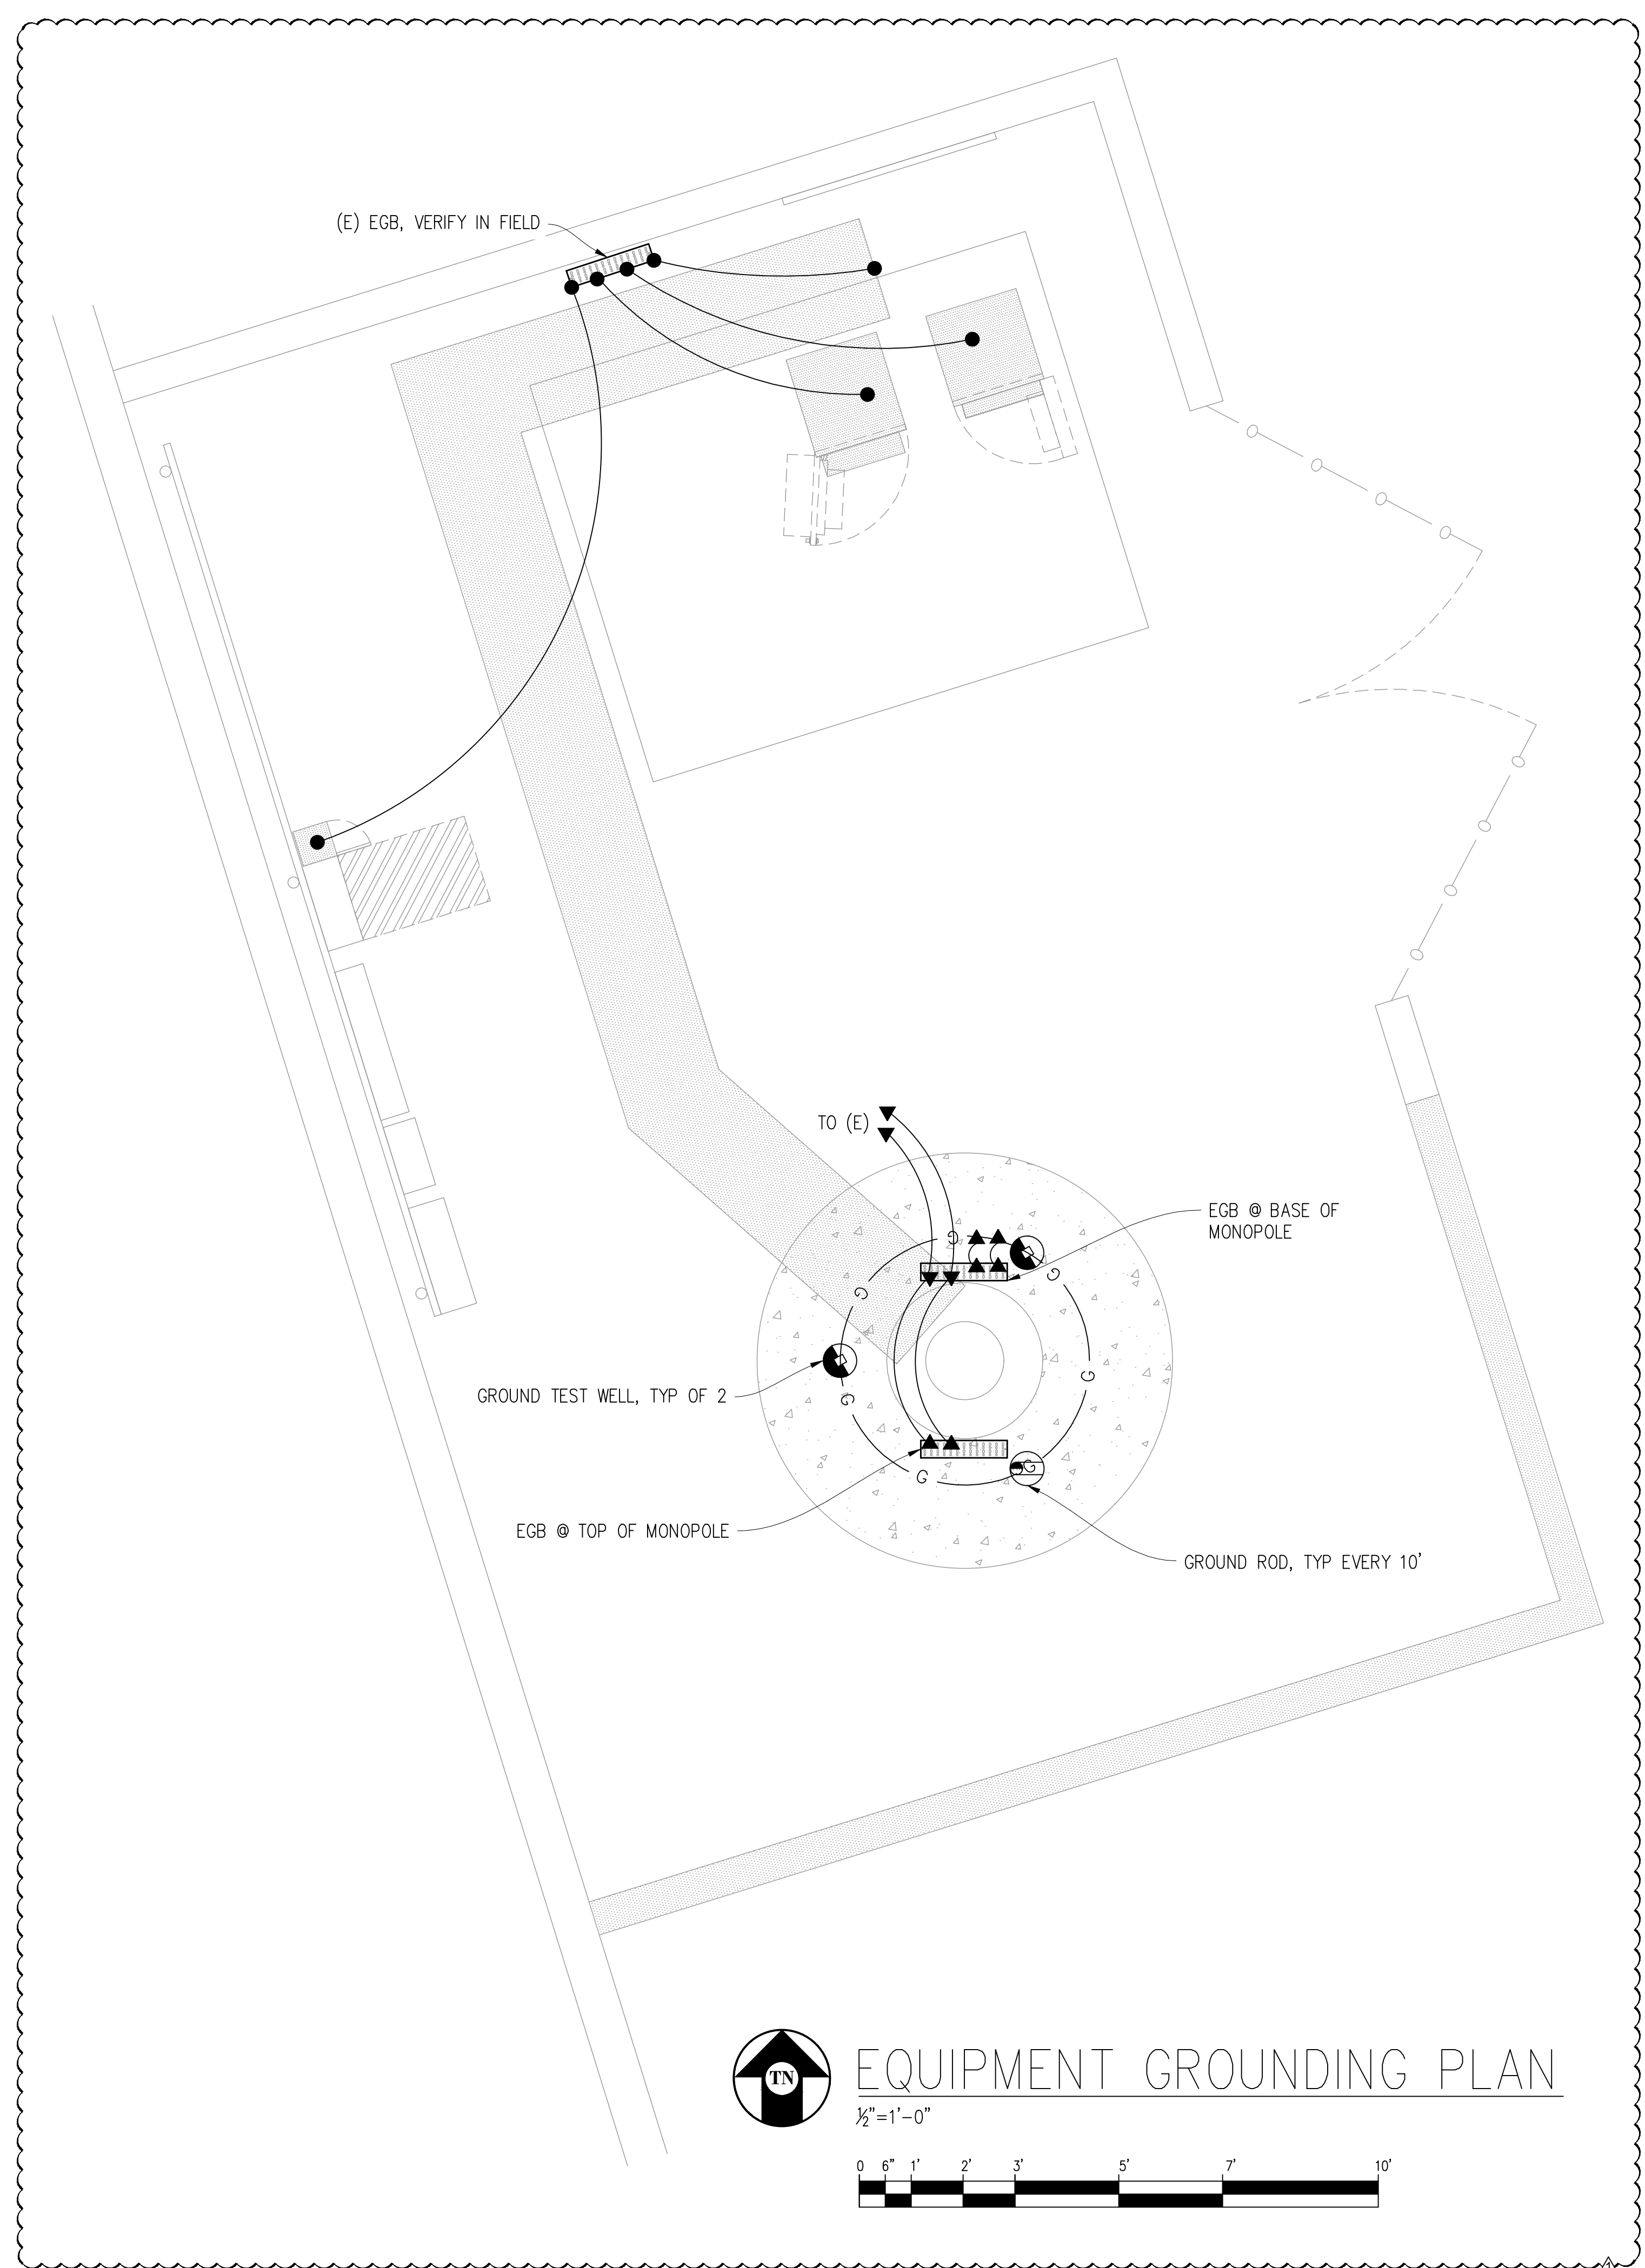 (E) EGB, VERIFY IN FIELD
TO (E)
EGB @ BASE OF
MONOPOLE
G
G
G
G
G
G
G
GROUND TEST WELL, TYP OF 2
EGB @ TOP OF MONOPOLE
GROUND ROD, TYP EVERY 10'
TN
EQUIPMENT GROUNDING PLAN
½"=1'-0"
0 6" 1' 2' 3' 5' 7' 10'
1